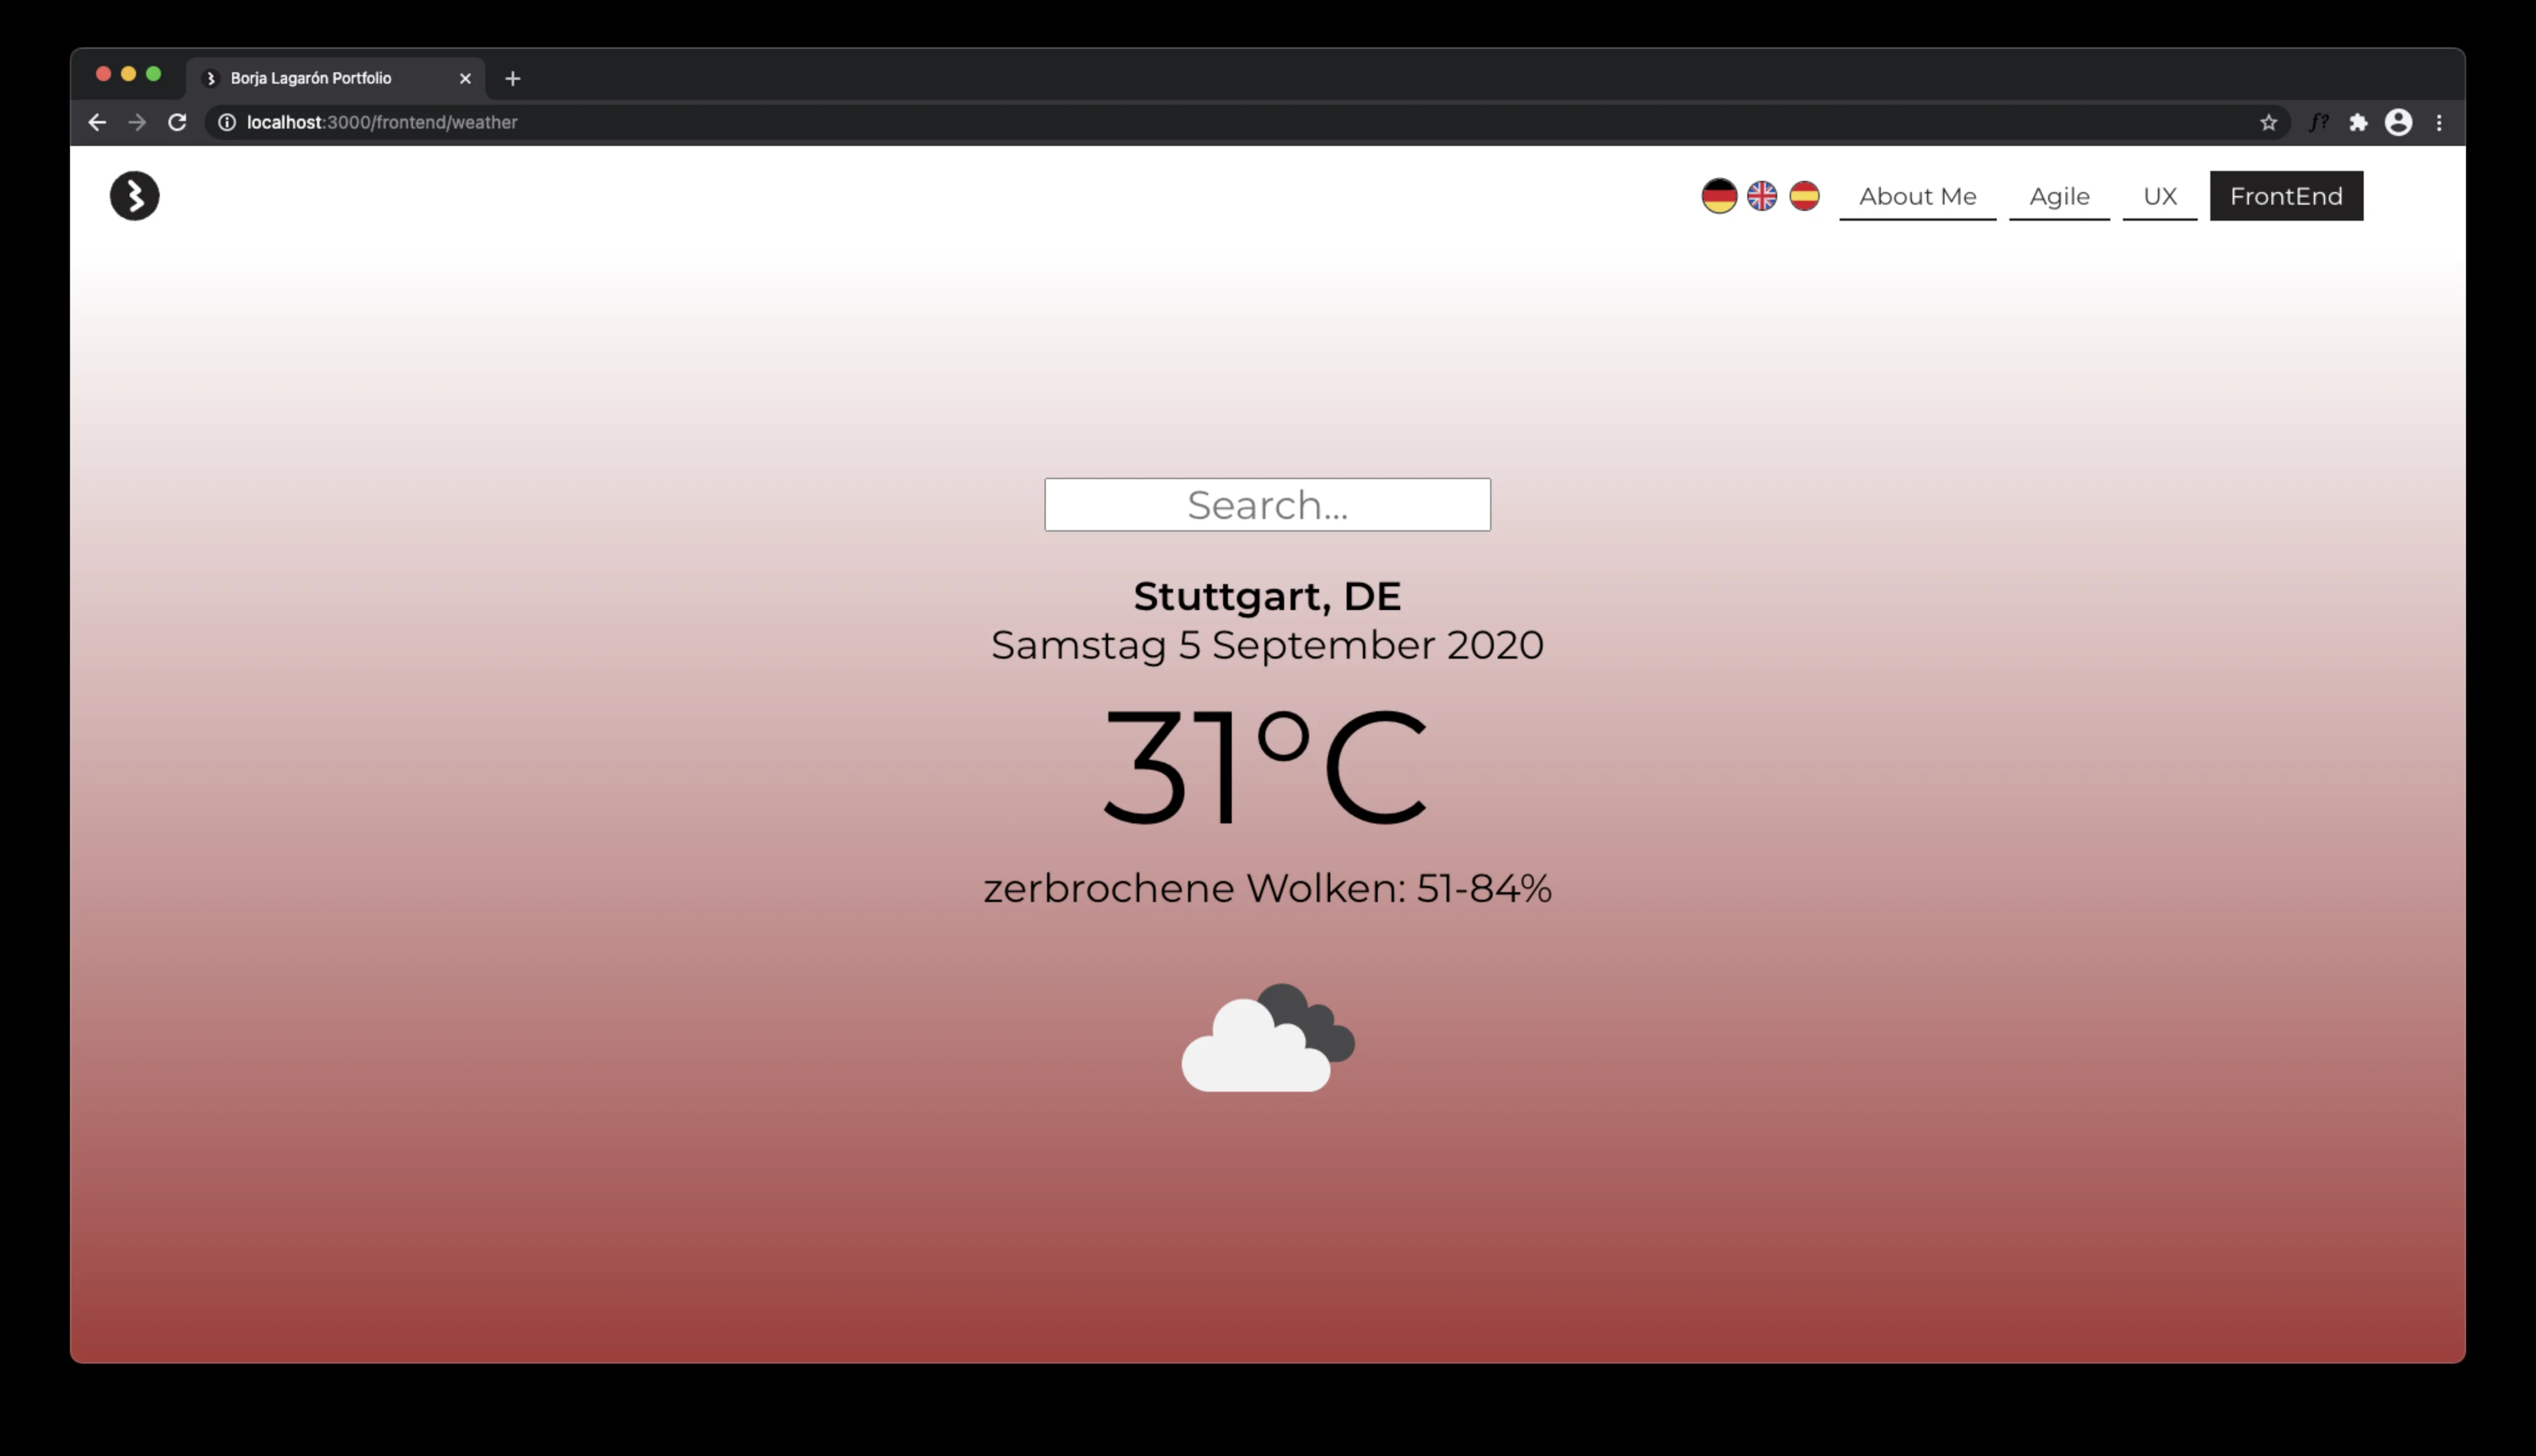 Borja Lagarón Portfolio
localhost:3000/frontend/weather
f?
About Me
Agile
UX
FrontEnd
Search...
Stuttgart, DE
Samstag 5 September 2020
31°C
zerbrochene Wolken: 51-84%